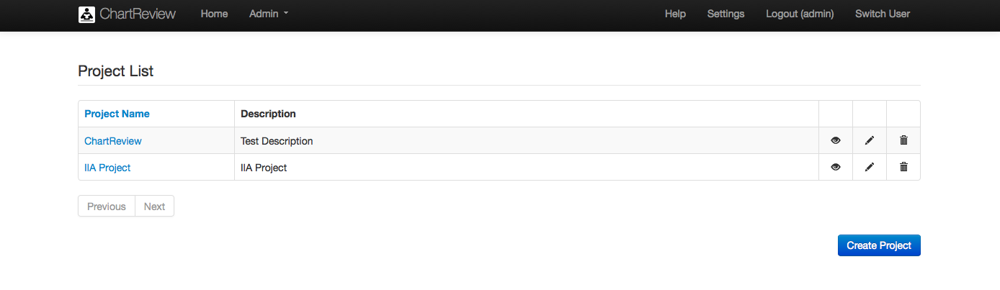 ChartReview Home Admin Help Settings Logout (admin) Switch User
Project List
Project Name Description
ChartReview Test Description
IIA Project IIA Project
Previous Next
Create Project